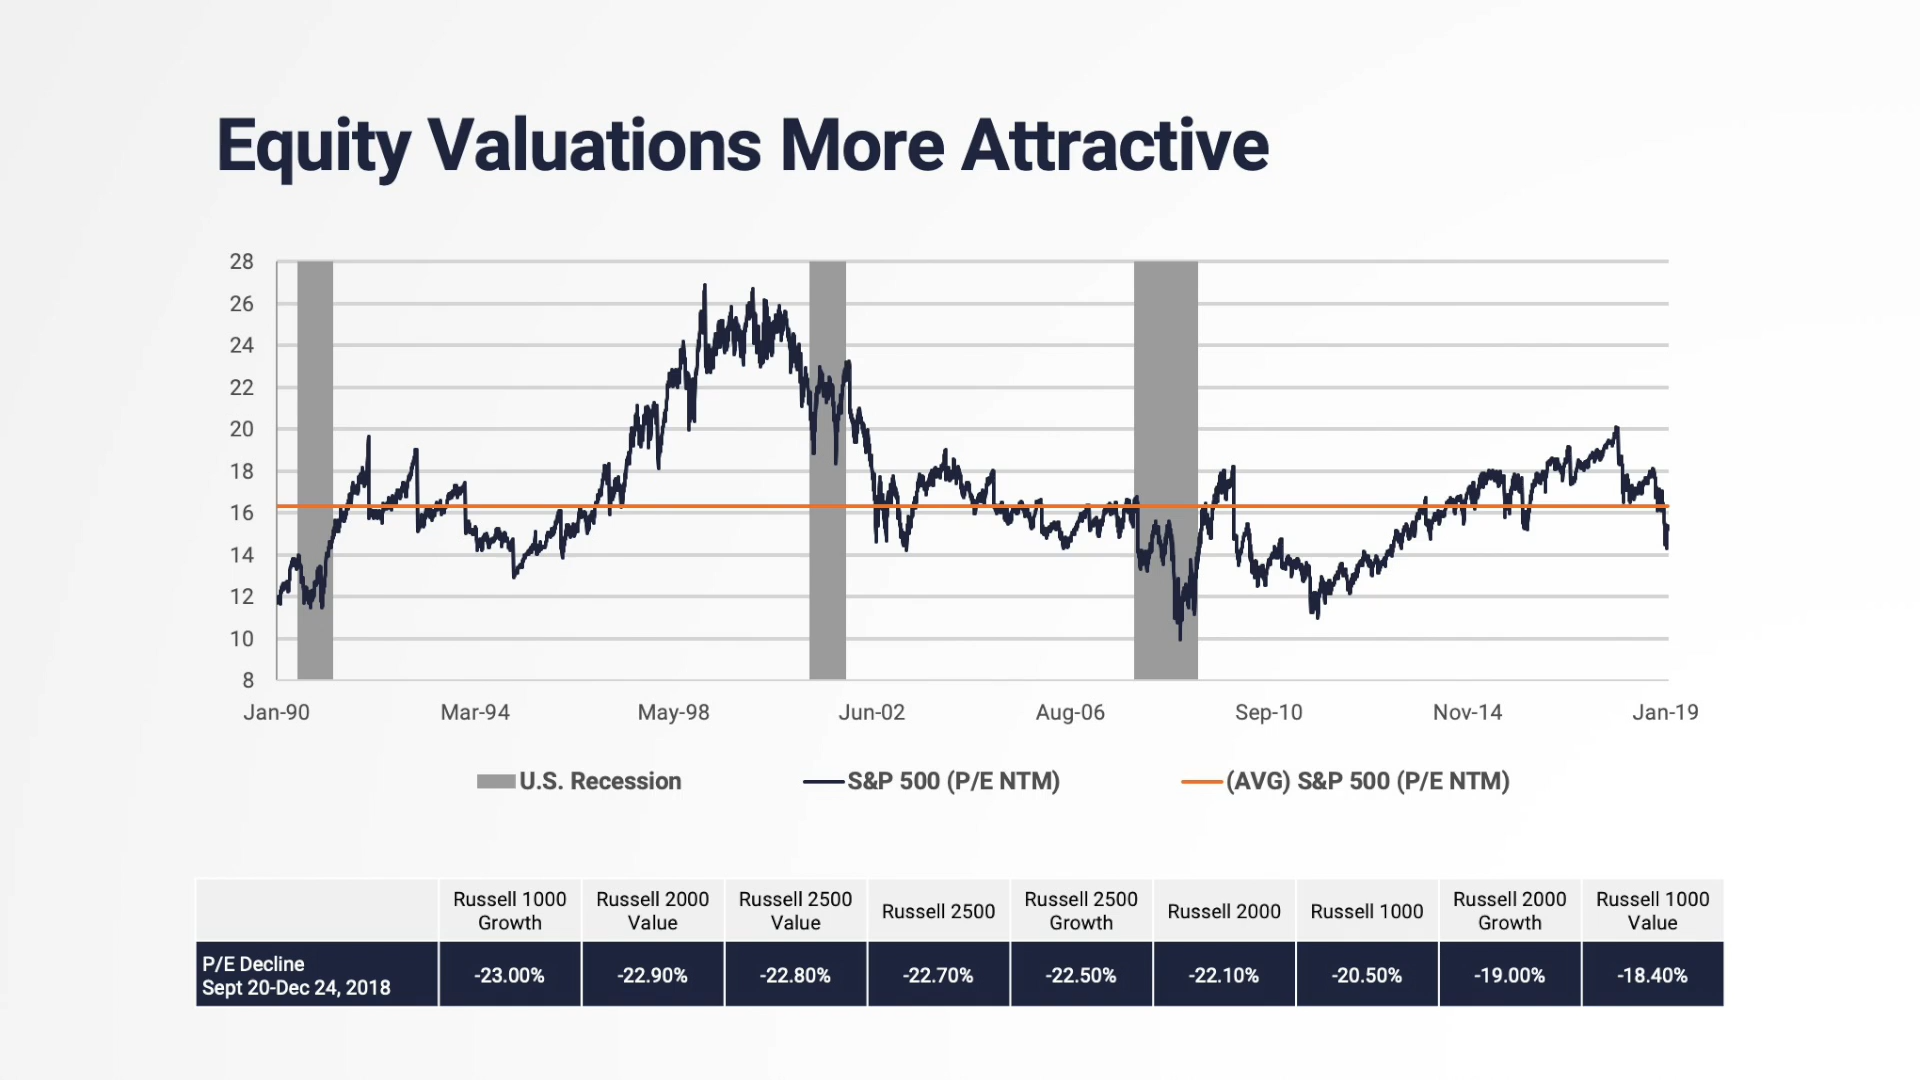 Equity Valuations More Attractive
28
26
24
22
20
18
16
14
12
10
8
Jan-90 Mar-94 May-98 Jun-02 Aug-06 Sep-10 Nov-14 Jan-19
U.S. Recession S&P 500 (P/E NTM) (AVG) S&P 500 (P/E NTM)
Russell 1000 Growth Russell 2000 Value Russell 2500 Value Russell 2500 Russell 2500 Growth Russell 2000 Russell 1000 Russell 2000 Growth Russell 1000 Value
P/E Decline
Sept 20-Dec 24, 2018
-23.00% -22.90% -22.80% -22.70% -22.50% -22.10% -20.50% -19.00% -18.40%